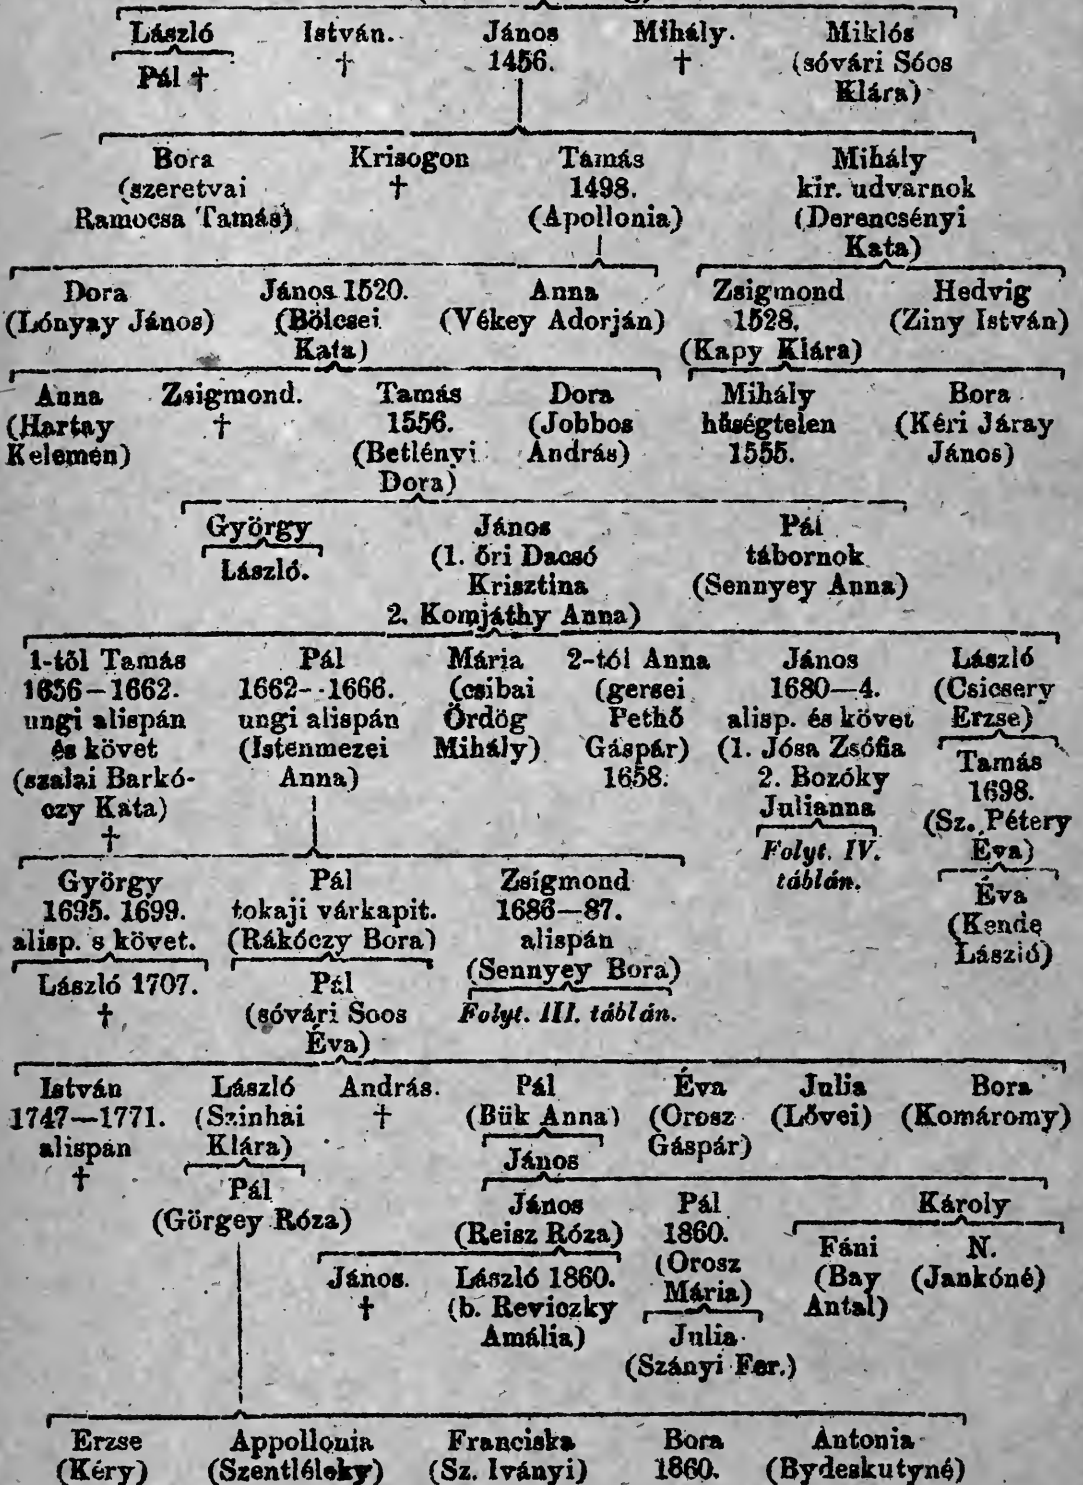 László István. János Mihály. Miklós
† 1456. † (sóvári Sóos
Pál † Klára)
Bora Krisogon Tamás Mihály
(szeretvai † 1498. kir. udvarnok
Ramocsa Tamás) (Apollonia) (Derencsényi
Kata)
Dora János 1520. Anna Zsigmond Hedvig
(Lónyay János) (Bölcsei (Vékey Adorján) 1528. (Ziny István)
Kata) (Kapy Klára)
Anna Zsigmond. Tamás Dora Mihály Bora
(Hartay † 1556. (Jobbos hűségtelen (Kéri Járay
Kelemen) (Betlényi András) 1555. János)
Dora)
György János Pál
László. (1. őri Dacsó tábornok
Krisztina (Sennyey Anna)
2. Komjáthy Anna)
1-től Tamás Pál Mária 2-tól Anna János László
1656–1662. 1662--1666. (csibai (gersei 1680—4. (Csicsery
ungi alispán ungi alispán Ördög Pethő alisp. és követ Erzse)
és követ (Istenmezei Mihály) Gáspár) (1. Jósa Zsófia Tamás
(szalai Barkó- Anna) 1658. 2. Bozóky 1698.
czy Kata) Julianna (Sz. Pétery
† Folyt. IV. Éva)
György Pál Zsigmond táblán. Éva
1695. 1699. tokaji várkapit. 1686—87. (Kende
alisp. s követ. (Rákóczy Bora) alispán László)
László 1707. Pál (Sennyey Bora)
† (sóvári Soos Folyt. III. táblán.
Éva)
István László András. Pál Éva Julia Bora
1747—1771. (Szinhai † (Bük Anna) (Orosz (Lővei) (Komáromy)
alispán Klára) János Gáspár)
† Pál János Pál Károly
(Görgey Róza) (Reisz Róza) 1860. Fáni N.
János. László 1860. (Orosz (Bay (Jankóné)
† (b. Reviczky Mária) Antal)
Amália) Julia
(Szányi Fer.)
Erzse Appollonia Franciska Bora Antonia
(Kéry) (Szentléleky) (Sz. Iványi) 1860. (Bydeskutyné)